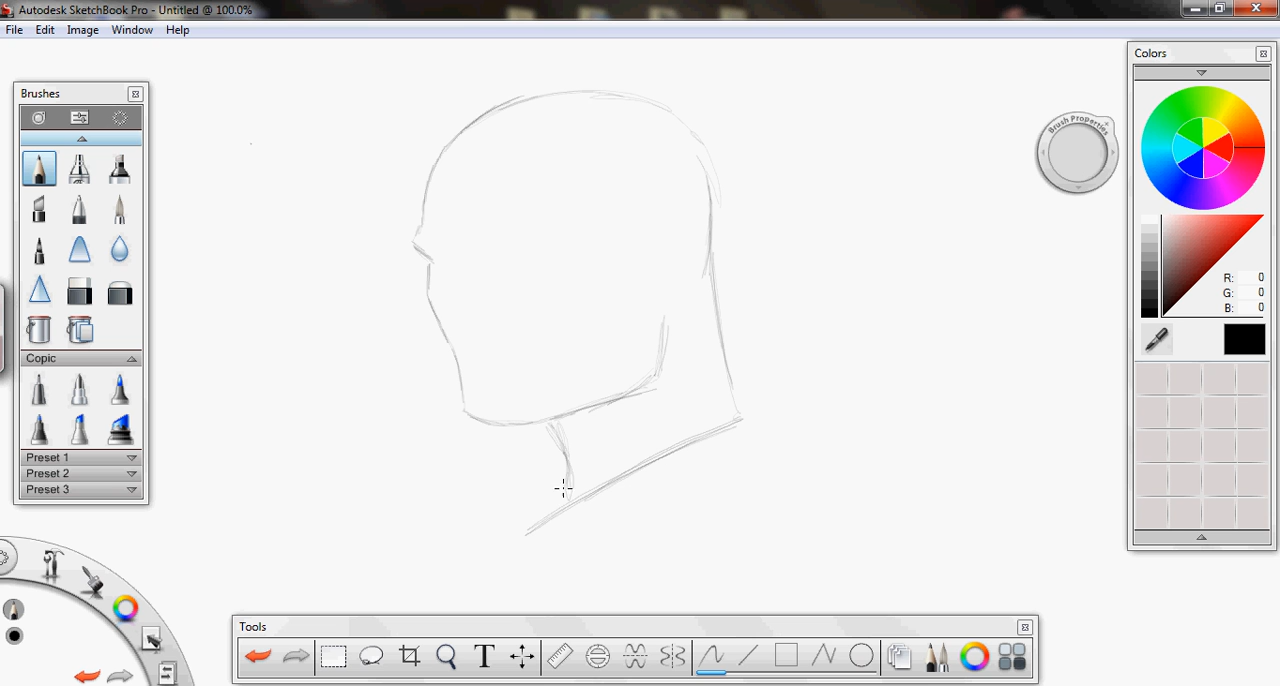 Autodesk SketchBook Pro - Untitled @ 100.0%
File Edit Image Window Help
Brushes
Copic
Preset 1
Preset 2
Preset 3
Brush Properties
Colors
R: 0
G: 0
B: 0
Tools
T